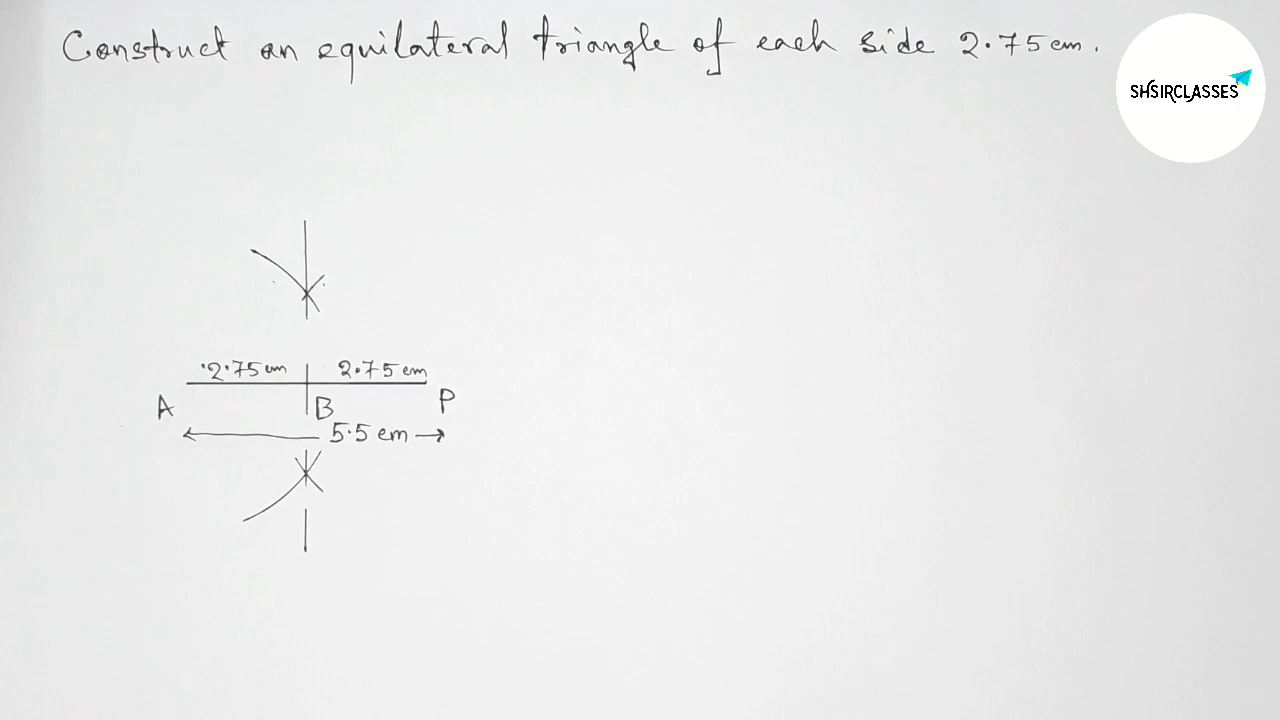 Construct an equilateral triangle of each side 2.75 cm.
SHSIRCLASSES
2.75 cm 2.75 cm
A B P
5.5 cm